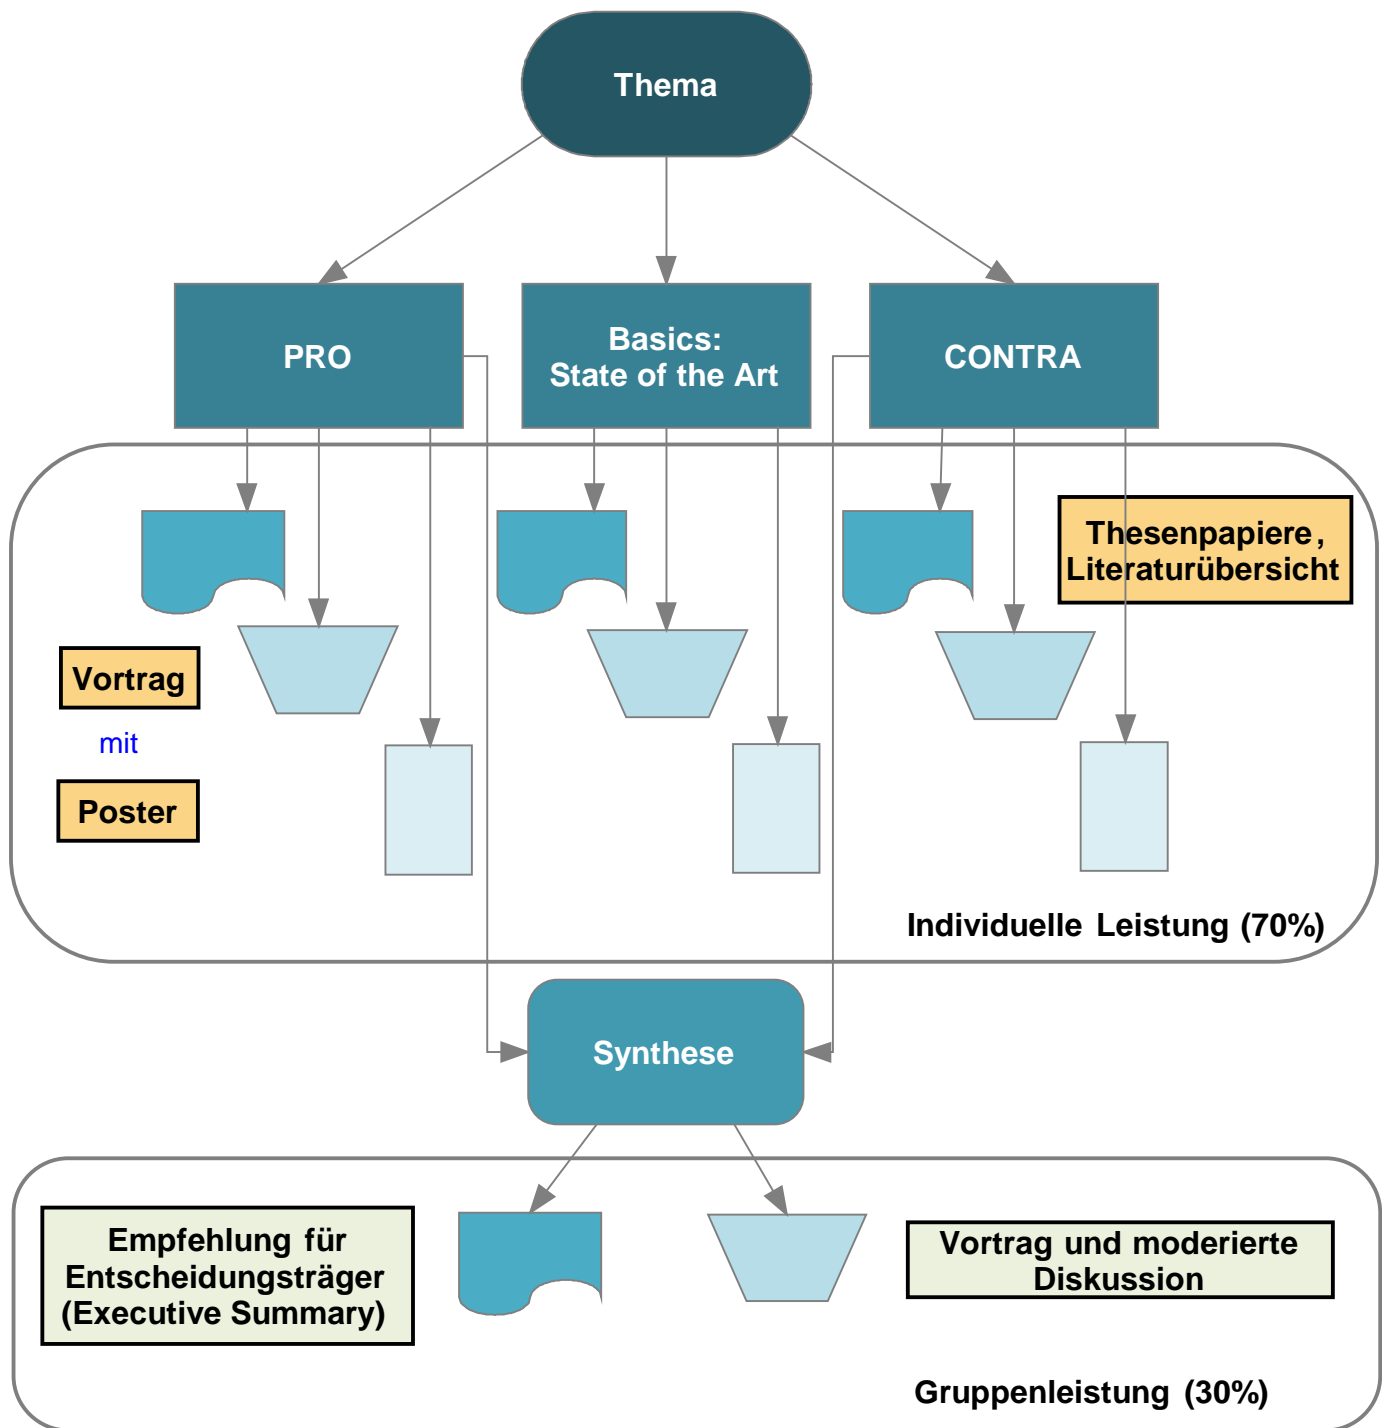 Thema
PRO
Basics:
State of the Art
CONTRA
Thesenpapiere,
Literaturübersicht
Vortrag
mit
Poster
Individuelle Leistung (70%)
Synthese
Empfehlung für
Entscheidungsträger
(Executive Summary)
Vortrag und moderierte
Diskussion
Gruppenleistung (30%)